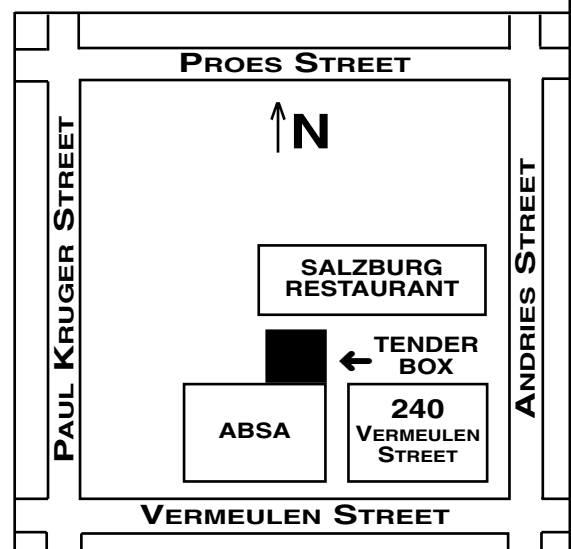 PROES STREET
N
PAUL KRUGER STREET
ANDRIES STREET
SALZBURG
RESTAURANT
TENDER
BOX
ABSA
240
VERMEULEN
STREET
VERMEULEN STREET